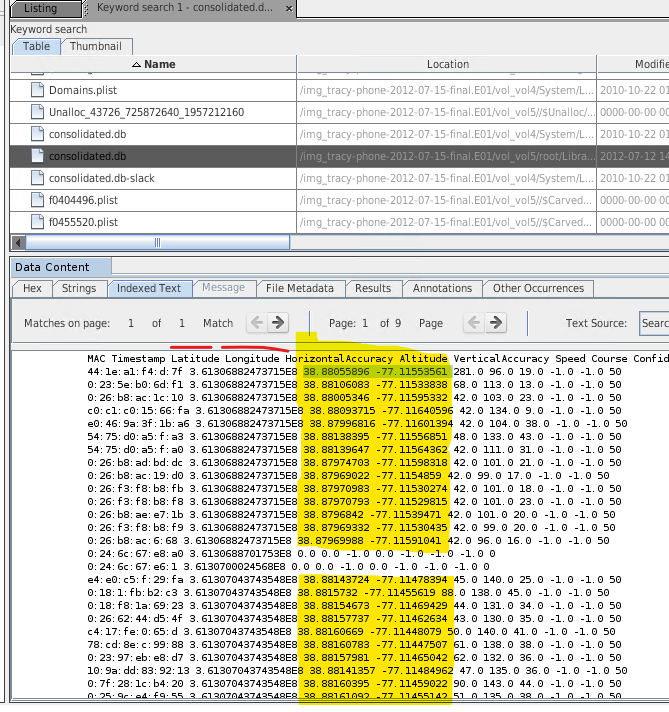 Listing Keyword search 1 - consolidated.d... ×
Keyword search
Table Thumbnail
Name Location Modifie
Domains.plist /img_tracy-phone-2012-07-15-final.E01/vol_vol4/System/L... 2010-10-22 01
Unalloc_43726_725872640_1957212160 /img_tracy-phone-2012-07-15-final.E01/vol_vol5//$Unalloc/... 0000-00-00 00
consolidated.db /img_tracy-phone-2012-07-15-final.E01/vol_vol4/System/L... 2010-10-22 01
consolidated.db /img_tracy-phone-2012-07-15-final.E01/vol_vol5/root/Libra... 2012-07-12 14
consolidated.db-slack /img_tracy-phone-2012-07-15-final.E01/vol_vol4/System/L... 2010-10-22 01
f0404496.plist /img_tracy-phone-2012-07-15-final.E01/vol_vol5//$Carved... 0000-00-00 00
f0455520.plist /img_tracy-phone-2012-07-15-final.E01/vol_vol5//$Carved... 0000-00-00 00
Data Content
Hex Strings Indexed Text Message File Metadata Results Annotations Other Occurrences
Matches on page: 1 of 1 Match Page: 1 of 9 Page Text Source: Searc
MAC Timestamp Latitude Longitude HorizontalAccuracy Altitude VerticalAccuracy Speed Course Confid
44:1e:a1:f4:d:7f 3.61306882473715E8 38.88055896 -77.11553561 281.0 96.0 19.0 -1.0 -1.0 50
0:23:5e:b0:6d:f1 3.61306882473715E8 38.88106083 -77.11533838 68.0 113.0 13.0 -1.0 -1.0 50
0:26:b8:ac:1c:10 3.61306882473715E8 38.88005346 -77.11595332 42.0 103.0 23.0 -1.0 -1.0 50
c0:c1:c0:15:66:fa 3.61306882473715E8 38.88093715 -77.11640596 42.0 134.0 9.0 -1.0 -1.0 50
e0:46:9a:3f:1b:a6 3.61306882473715E8 38.87996816 -77.11601394 42.0 104.0 38.0 -1.0 -1.0 50
54:75:d0:a5:f:a3 3.61306882473715E8 38.88138395 -77.11556851 48.0 133.0 43.0 -1.0 -1.0 50
54:75:d0:a5:f:a0 3.61306882473715E8 38.88139647 -77.11564362 42.0 111.0 31.0 -1.0 -1.0 50
0:26:b8:ad:bd:dc 3.61306882473715E8 38.87974703 -77.11598318 42.0 101.0 21.0 -1.0 -1.0 50
0:26:b8:ac:19:d0 3.61306882473715E8 38.87969022 -77.1154859 42.0 99.0 17.0 -1.0 -1.0 50
0:26:f3:f8:b8:fb 3.61306882473715E8 38.87970983 -77.11530274 42.0 101.0 18.0 -1.0 -1.0 50
0:26:f3:f8:b8:f8 3.61306882473715E8 38.87970793 -77.11529815 42.0 101.0 23.0 -1.0 -1.0 50
0:26:b8:ae:e7:1b 3.61306882473715E8 38.8796842 -77.11539471 42.0 101.0 20.0 -1.0 -1.0 50
0:26:f3:f8:b8:f9 3.61306882473715E8 38.87969332 -77.11530435 42.0 99.0 20.0 -1.0 -1.0 50
0:26:b8:ac:6:68 3.61306882473715E8 38.87969988 -77.11591041 42.0 96.0 16.0 -1.0 -1.0 50
0:24:6c:67:e8:a0 3.6130688701753E8 0.0 0.0 -1.0 0.0 -1.0 -1.0 -1.0 0
0:24:6c:67:e6:1 3.6130700024568E8 0.0 0.0 -1.0 0.0 -1.0 -1.0 -1.0 0
e4:e0:c5:f:29:fa 3.61307043743548E8 38.88143724 -77.11478394 45.0 140.0 25.0 -1.0 -1.0 50
0:18:1:fb:b2:c3 3.61307043743548E8 38.8815732 -77.11455619 88.0 138.0 45.0 -1.0 -1.0 50
0:18:f8:1a:69:23 3.61307043743548E8 38.88154673 -77.11469429 44.0 131.0 34.0 -1.0 -1.0 50
0:26:62:44:d5:4f 3.61307043743548E8 38.88157737 -77.11462634 43.0 130.0 35.0 -1.0 -1.0 50
c4:17:fe:0:65:d 3.61307043743548E8 38.88160669 -77.11448079 50.0 140.0 41.0 -1.0 -1.0 50
78:cd:8e:c:99:88 3.61307043743548E8 38.88160783 -77.11447507 61.0 138.0 38.0 -1.0 -1.0 50
0:23:97:eb:e8:d7 3.61307043743548E8 38.88157981 -77.11465042 62.0 132.0 36.0 -1.0 -1.0 50
10:9a:dd:83:92:13 3.61307043743548E8 38.88141357 -77.11484962 47.0 135.0 36.0 -1.0 -1.0 50
0:7f:28:1c:b4:20 3.61307043743548E8 38.88160395 -77.11459022 90.0 143.0 44.0 -1.0 -1.0 50
0:25:9c:e4:f9:55 3.61307043743548E8 38.88161092 -77.11455142 51.0 135.0 38.0 -1.0 -1.0 50